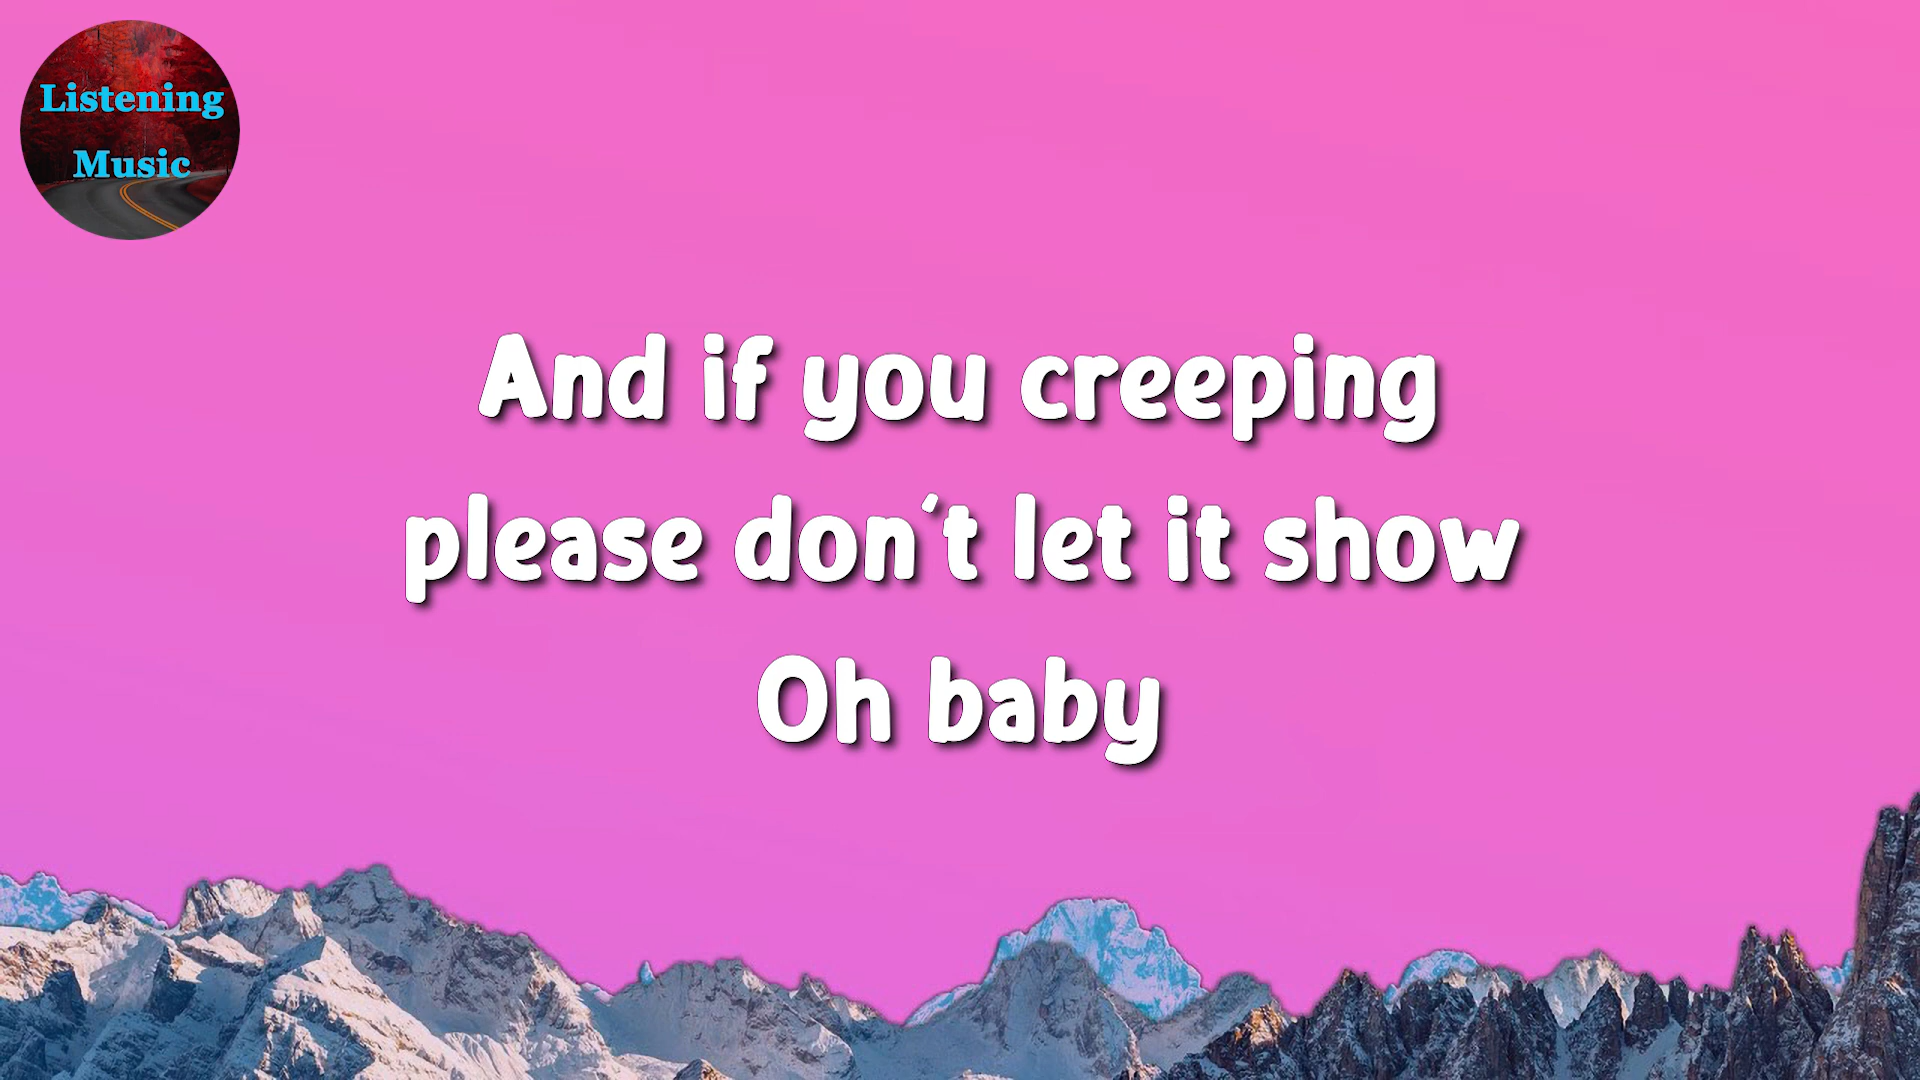 Listening
Music
And if you creeping
please don't let it show
Oh baby